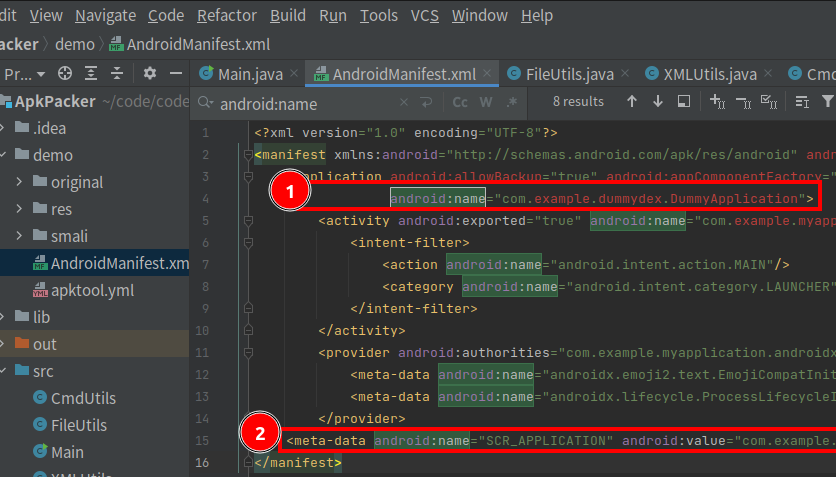 dit View Navigate Code Refactor Build Run Tools VCS Window Help
Packer demo AndroidManifest.xml
Pr... Main.java AndroidManifest.xml FileUtils.java XMLUtils.java Cmd
ApkPacker ~/code/code
android:name Cc W .* 8 results
.idea
demo
original
res
smali
AndroidManifest.xm
apktool.yml
lib
out
src
CmdUtils
FileUtils
Main
XMLUtils
1 <?xml version="1.0" encoding="UTF-8"?>
2 <manifest xmlns:android="http://schemas.android.com/apk/res/android" andr
plication android:allowBackup="true" android:appComponentFactory="
1
4 android:name="com.example.dummydex.DummyApplication">
5 <activity android:exported="true" android:name="com.example.myapp
6 <intent-filter>
7 <action android:name="android.intent.action.MAIN"/>
8 <category android:name="android.intent.category.LAUNCHER"
9 </intent-filter>
10 </activity>
11 <provider android:authorities="com.example.myapplication.androidx
12 <meta-data android:name="androidx.emoji2.text.EmojiCompatInit
13 <meta-data android:name="androidx.lifecycle.ProcessLifecycleI
14 </provider>
2
15 <meta-data android:name="SCR_APPLICATION" android:value="com.example.
16 </manifest>